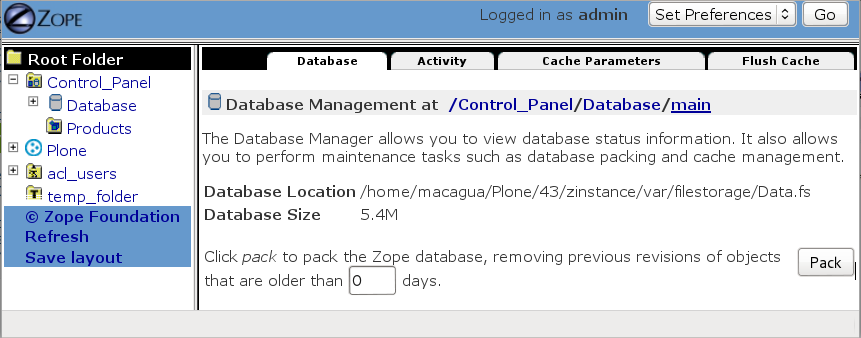 ZOPE
Logged in as admin
Set Preferences
Go
Root Folder
Control_Panel
Database
Products
Plone
acl_users
temp_folder
© Zope Foundation
Refresh
Save layout
Database
Activity
Cache Parameters
Flush Cache
Database Management at /Control_Panel/Database/main
The Database Manager allows you to view database status information. It also allows
you to perform maintenance tasks such as database packing and cache management.
Database Location /home/macagua/Plone/43/zinstance/var/filestorage/Data.fs
Database Size 5.4M
Click pack to pack the Zope database, removing previous revisions of objects
that are older than 0 days.
Pack